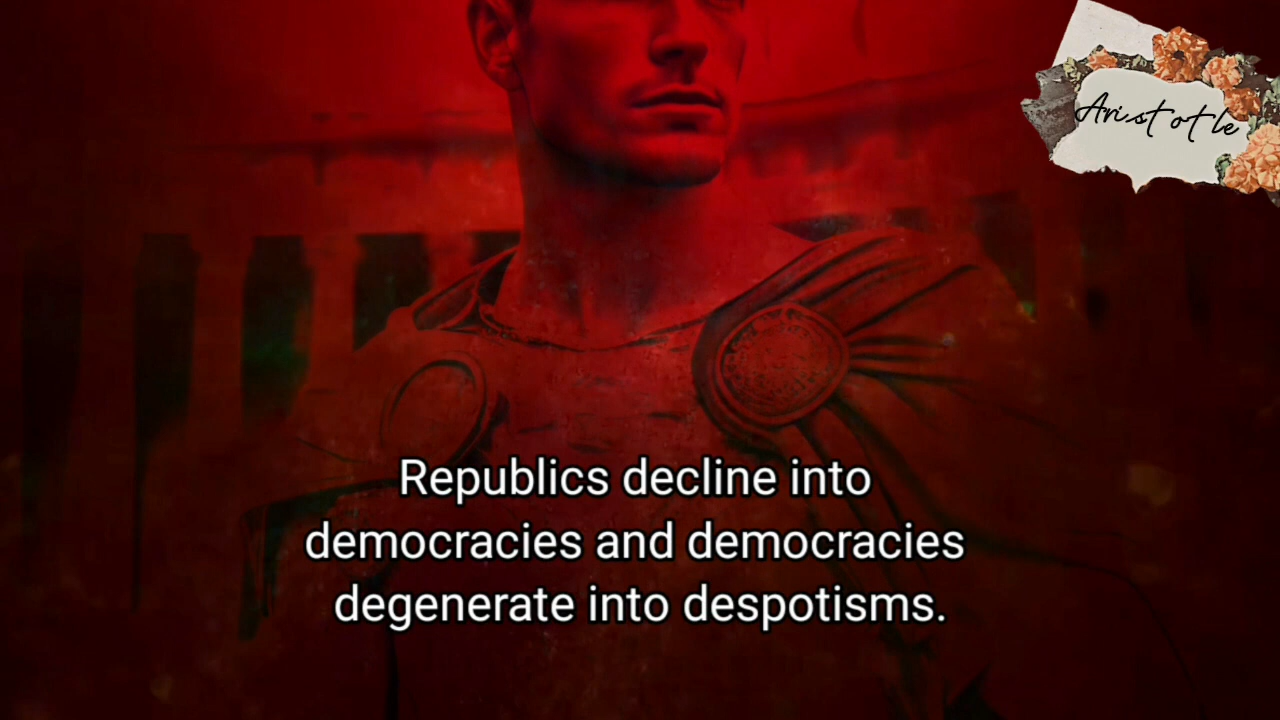 Aristotle
Republics decline into
democracies and democracies
degenerate into despotisms.